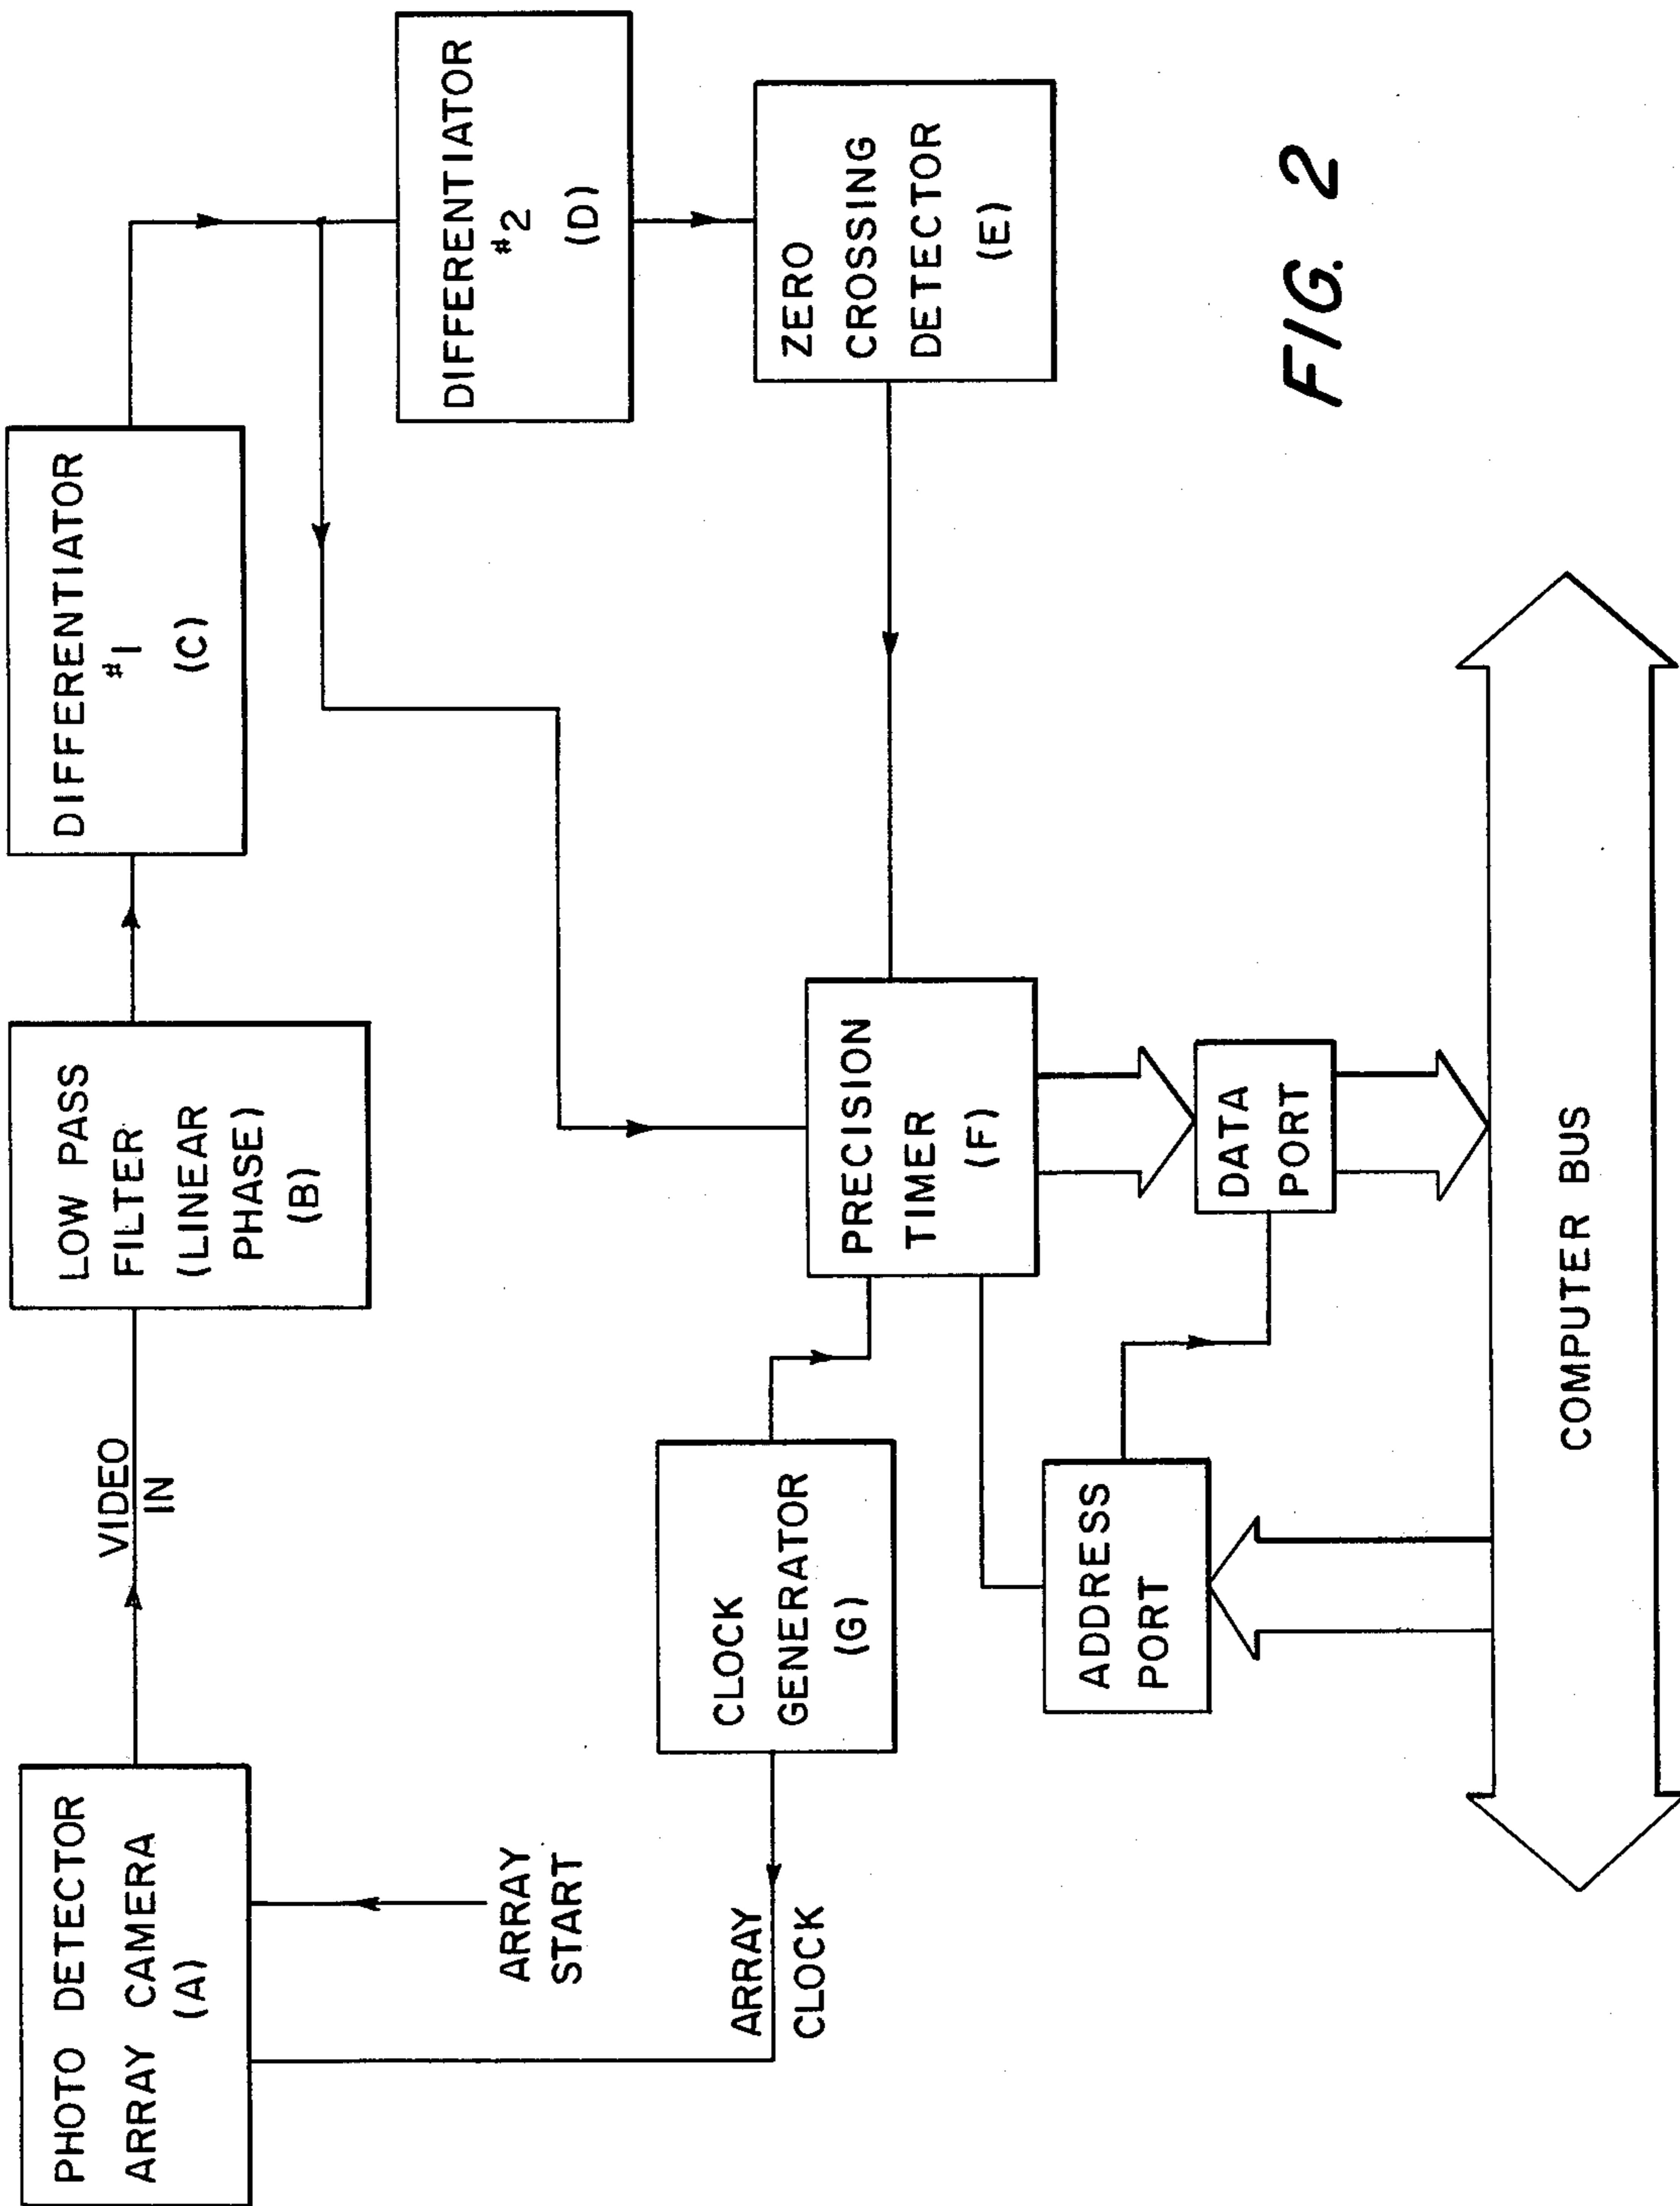 PHOTO DETECTOR
ARRAY CAMERA
(A)
VIDEO
IN
LOW PASS
FILTER
(LINEAR
PHASE)
(B)
DIFFERENTIATOR
#1
(C)
DIFFERENTIATOR
#2
(D)
ZERO
CROSSING
DETECTOR
(E)
ARRAY
START
ARRAY
CLOCK
CLOCK
GENERATOR
(G)
PRECISION
TIMER
(F)
ADDRESS
PORT
DATA
PORT
COMPUTER BUS
FIG. 2